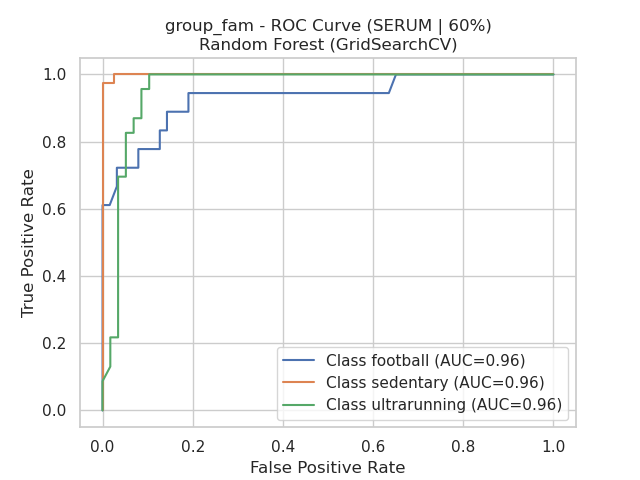 group_fam - ROC Curve (SERUM | 60%)
Random Forest (GridSearchCV)
True Positive Rate
1.0
0.8
0.6
0.4
0.2
0.0
Class football (AUC=0.96)
Class sedentary (AUC=0.96)
Class ultrarunning (AUC=0.96)
0.0 0.2 0.4 0.6 0.8 1.0
False Positive Rate